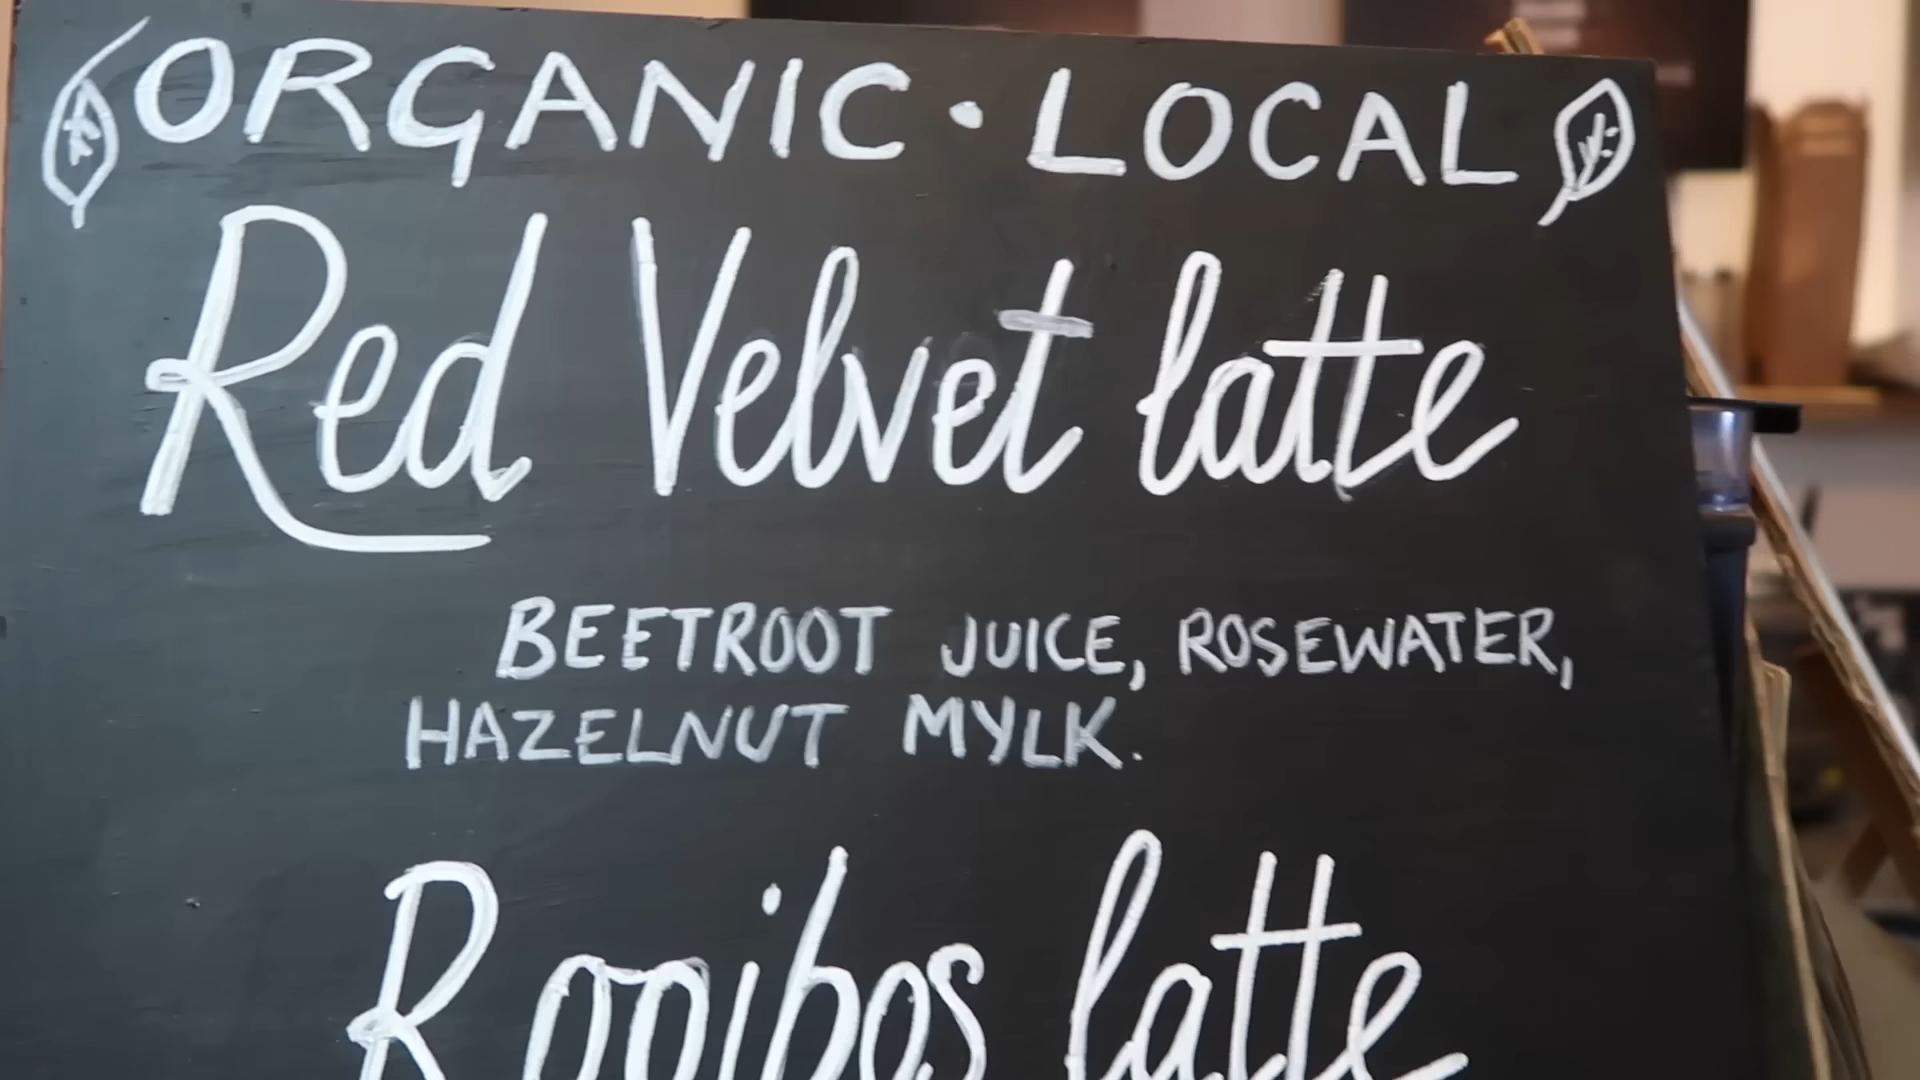 ORGANIC · LOCAL
Red Velvet latte
BEETROOT JUICE, ROSEWATER,
HAZELNUT MYLK.
Rooibos latte